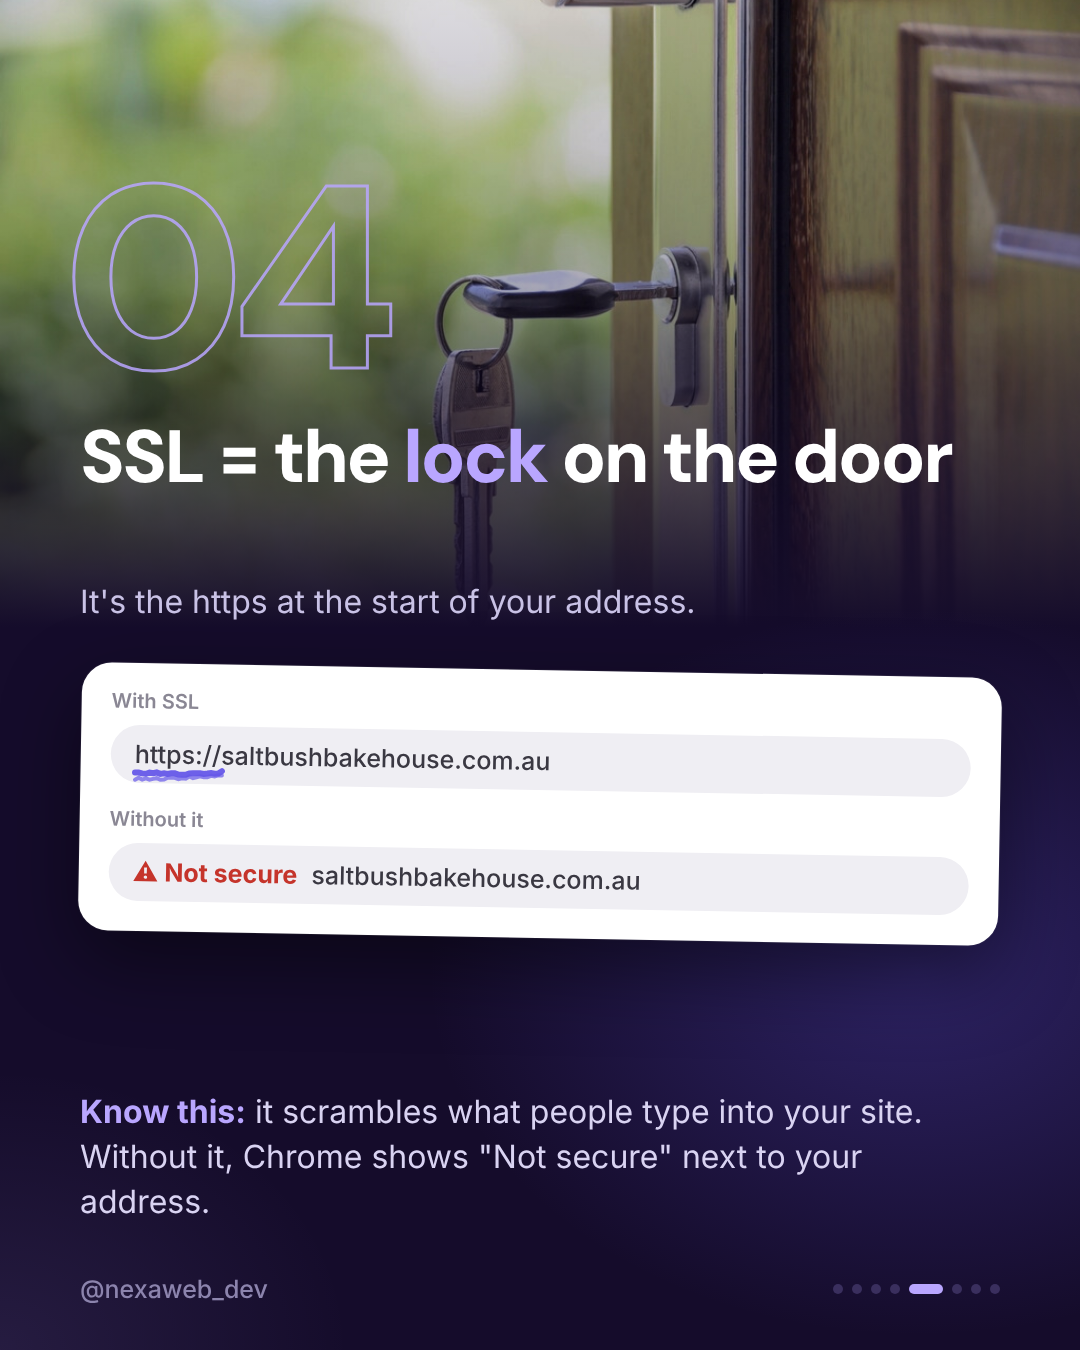 04
SSL = the lock on the door
It's the https at the start of your address.
With SSL
https://saltbushbakehouse.com.au
Without it
Not secure saltbushbakehouse.com.au
Know this: it scrambles what people type into your site.
Without it, Chrome shows "Not secure" next to your
address.
@nexaweb_dev